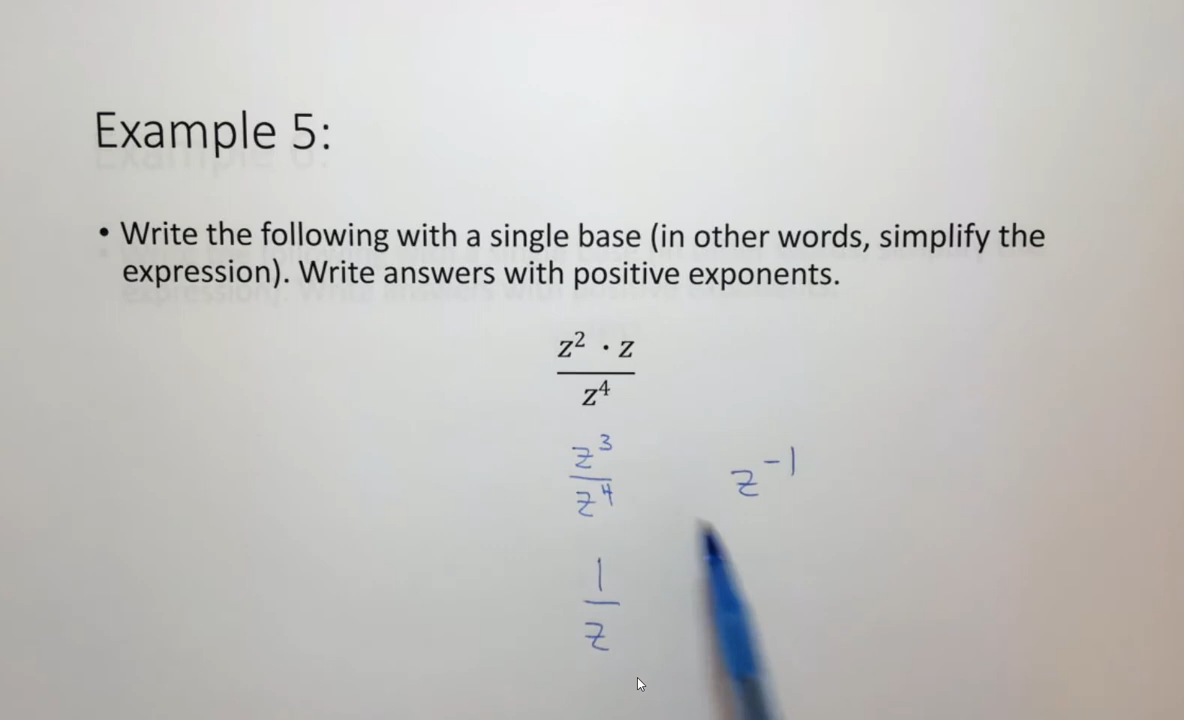 Example 5:
• Write the following with a single base (in other words, simplify the
expression). Write answers with positive exponents.
z² · z
z⁴
z³
z⁴
z⁻¹
1
z